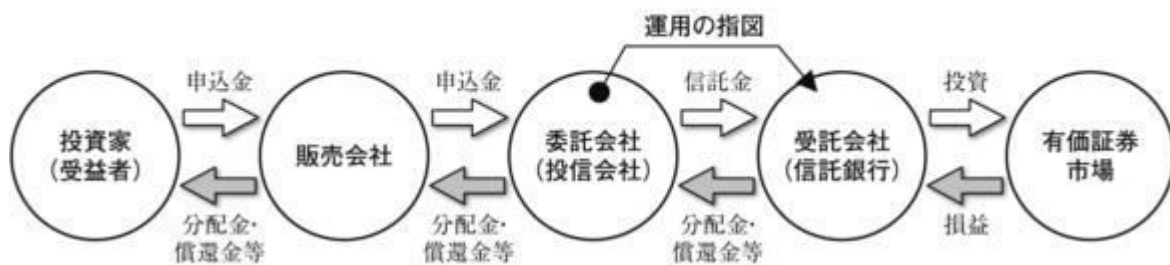 運用の指図
申込金
申込金
信託金
投資
投資家
(受益者)
販売会社
委託会社
(投信会社)
受託会社
(信託銀行)
有価証券
市場
分配金・
償還金等
分配金・
償還金等
分配金・
償還金等
損益